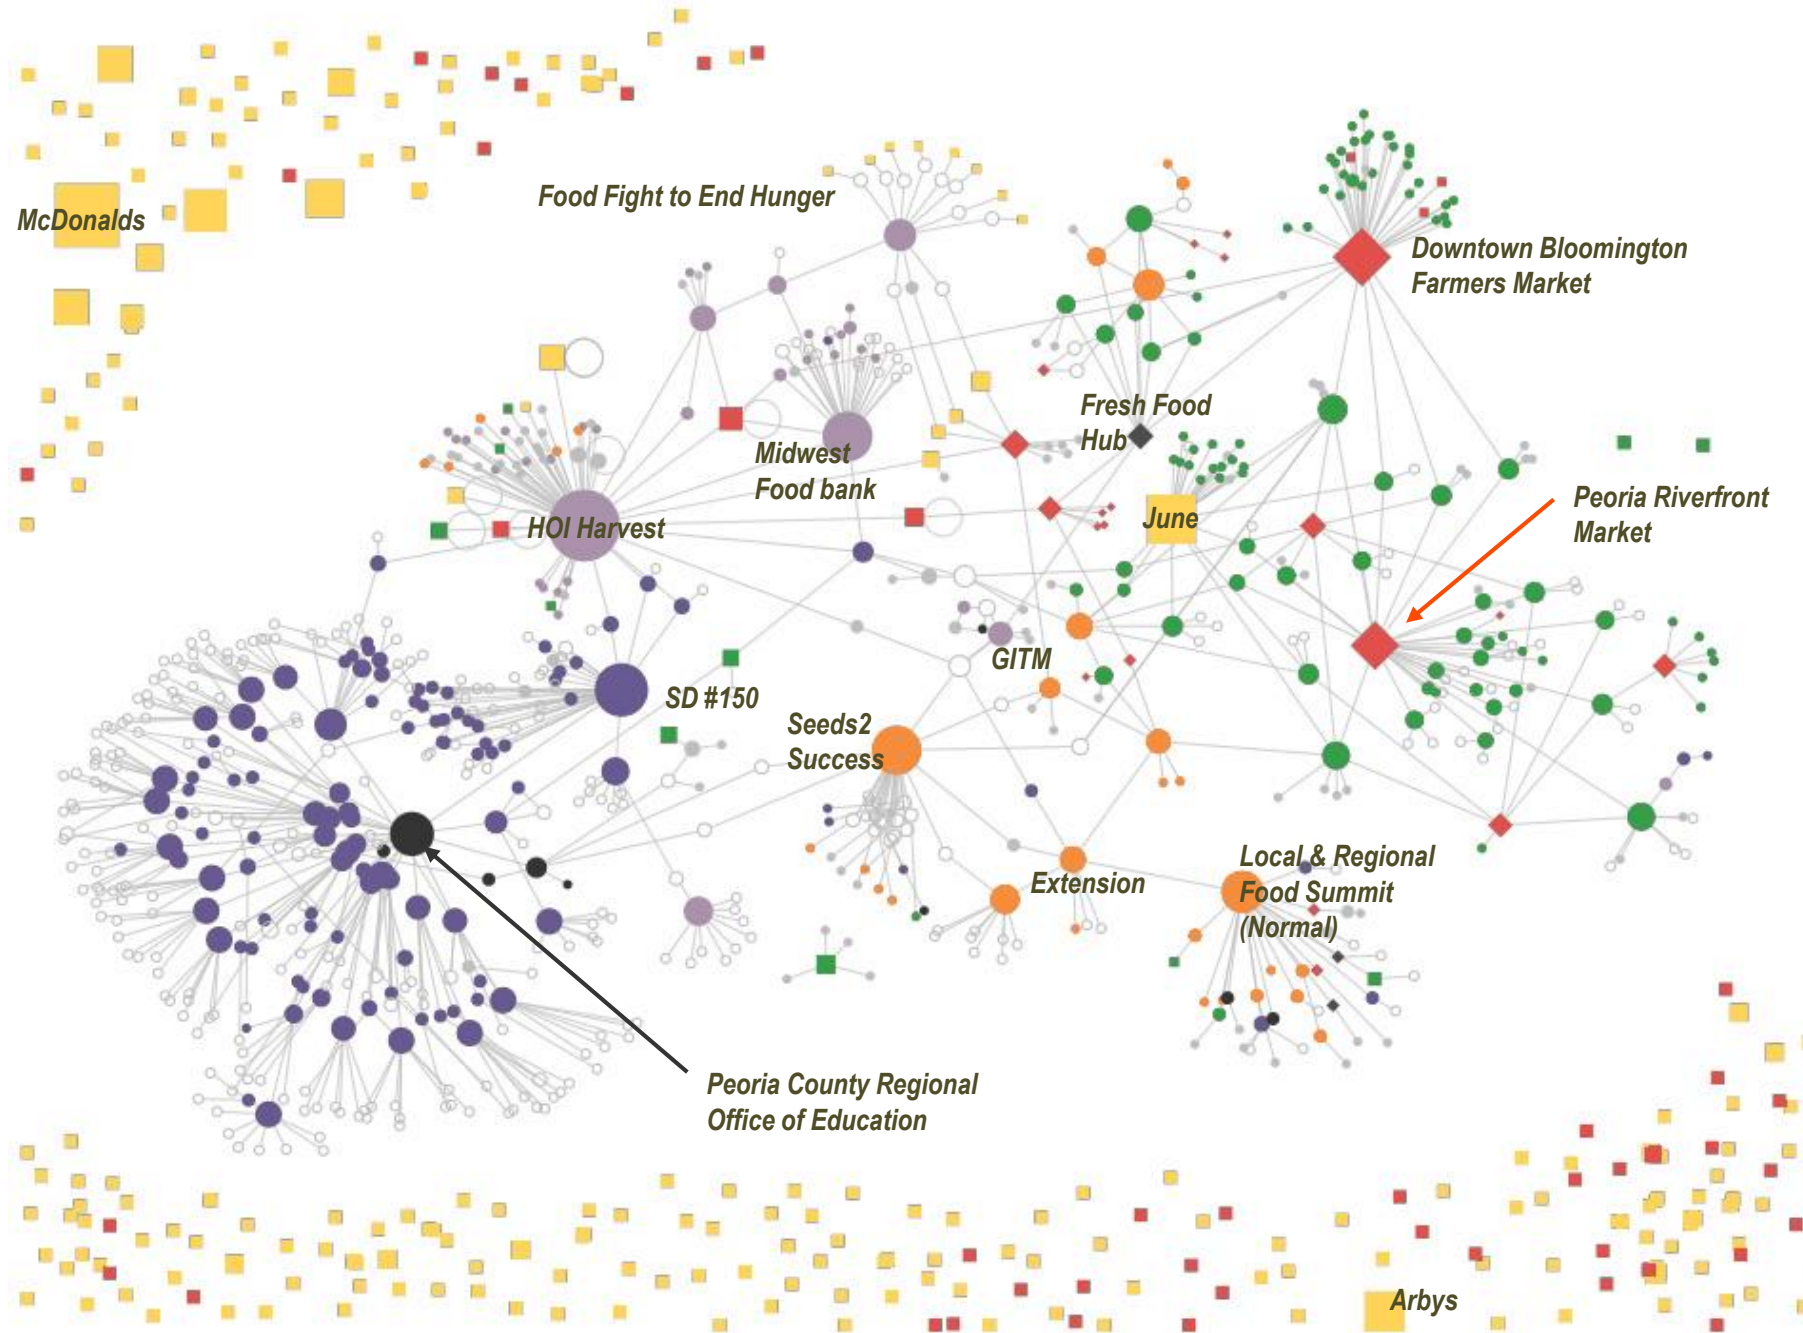 McDonalds
Food Fight to End Hunger
Downtown Bloomington
Farmers Market
Fresh Food
Hub
Midwest
Food bank
HOI Harvest
June
Peoria Riverfront
Market
GITM
SD #150
Seeds2
Success
Extension
Local & Regional
Food Summit
(Normal)
Peoria County Regional
Office of Education
Arbys